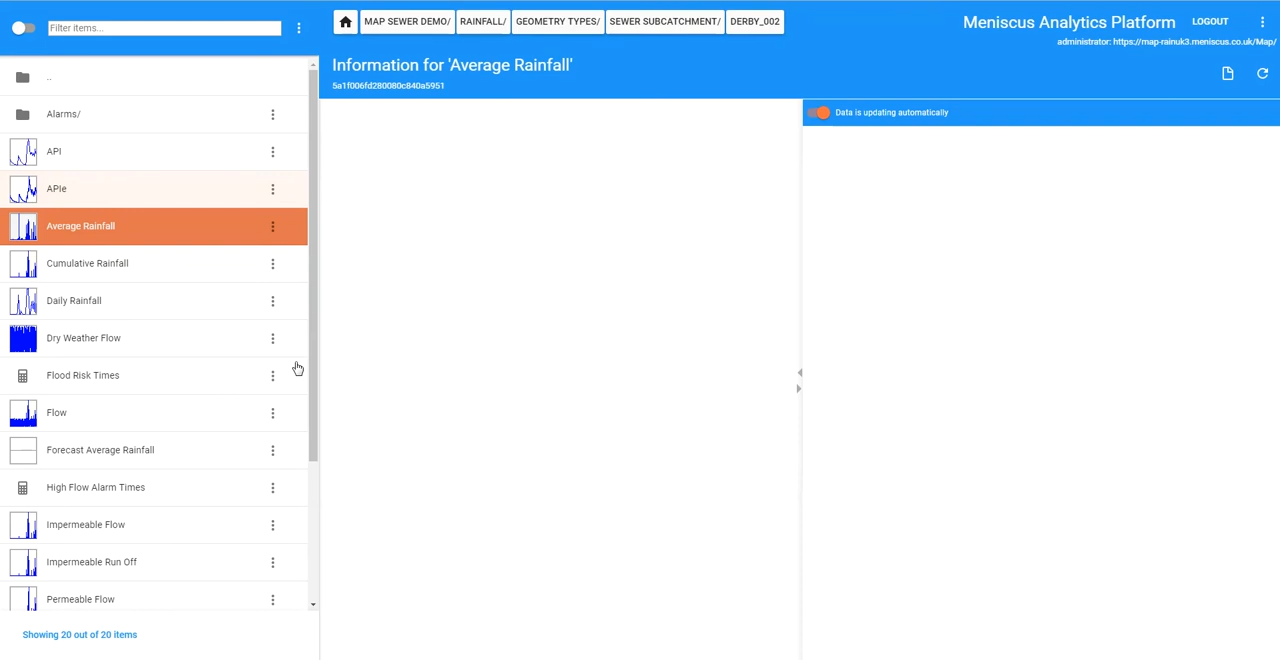 Filter items...
MAP SEWER DEMO/ RAINFALL/ GEOMETRY TYPES/ SEWER SUBCATCHMENT/ DERBY_002
Meniscus Analytics Platform LOGOUT
administrator: https://map-rainuk3.meniscus.co.uk/Map/
Information for 'Average Rainfall'
5a1f006fd280080c840a5951
Data is updating automatically
..
Alarms/
API
APIe
Average Rainfall
Cumulative Rainfall
Daily Rainfall
Dry Weather Flow
Flood Risk Times
Flow
Forecast Average Rainfall
High Flow Alarm Times
Impermeable Flow
Impermeable Run Off
Permeable Flow
Showing 20 out of 20 items